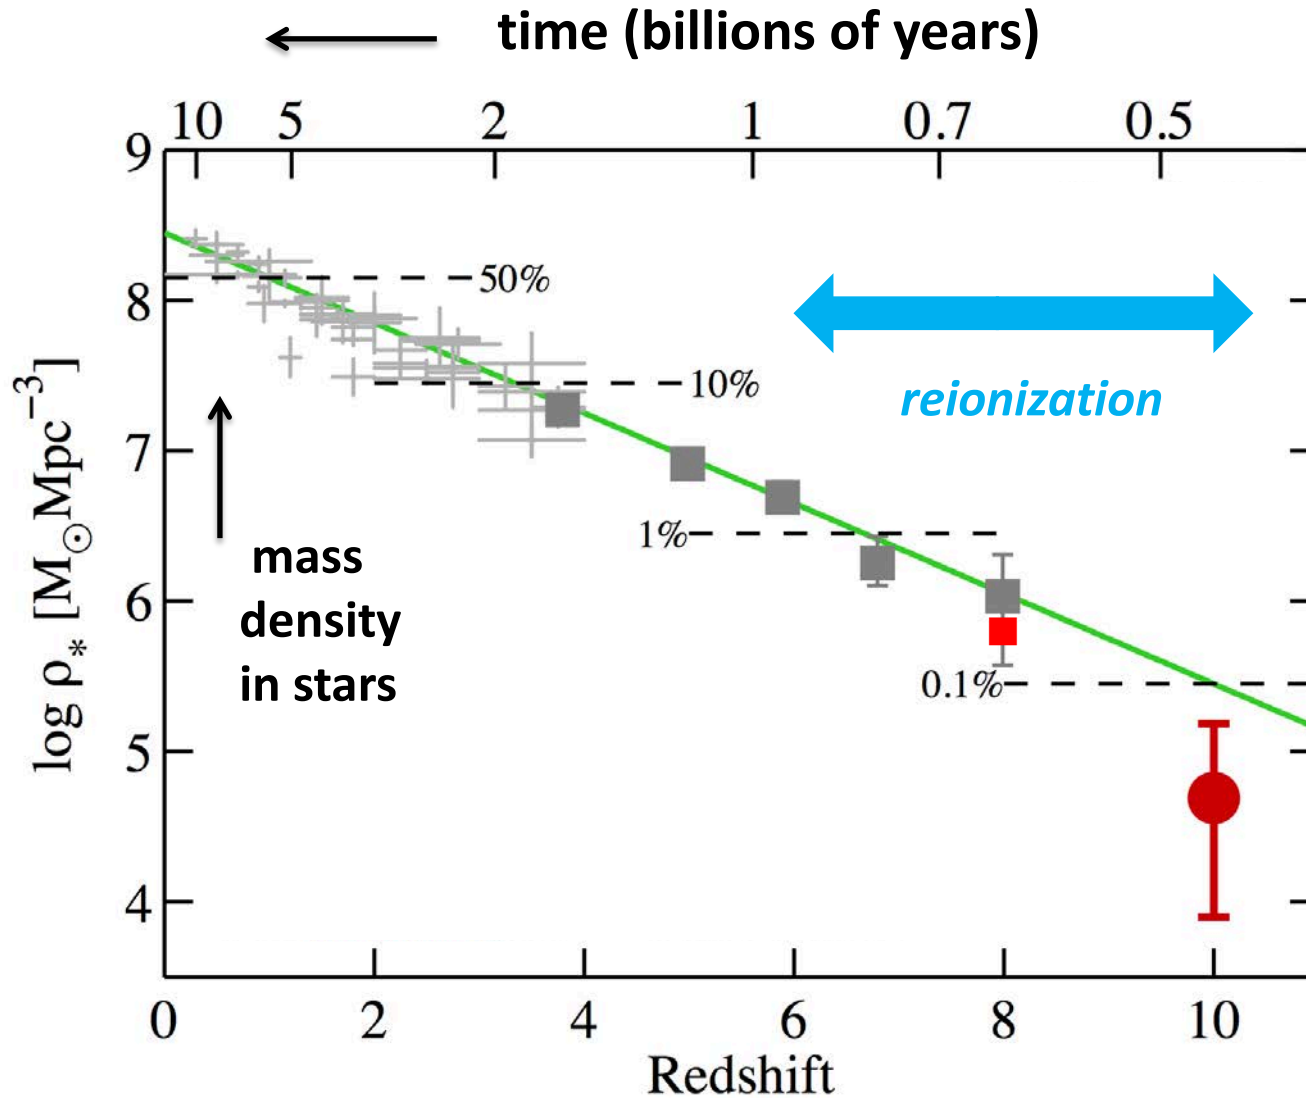 time (billions of years)
10 5 2 1 0.7 0.5
9
8
7
6
5
4
50%
10%
reionization
1%
mass
density
in stars
0.1%
log ρ* [M⊙Mpc⁻³]
0 2 4 6 8 10
Redshift